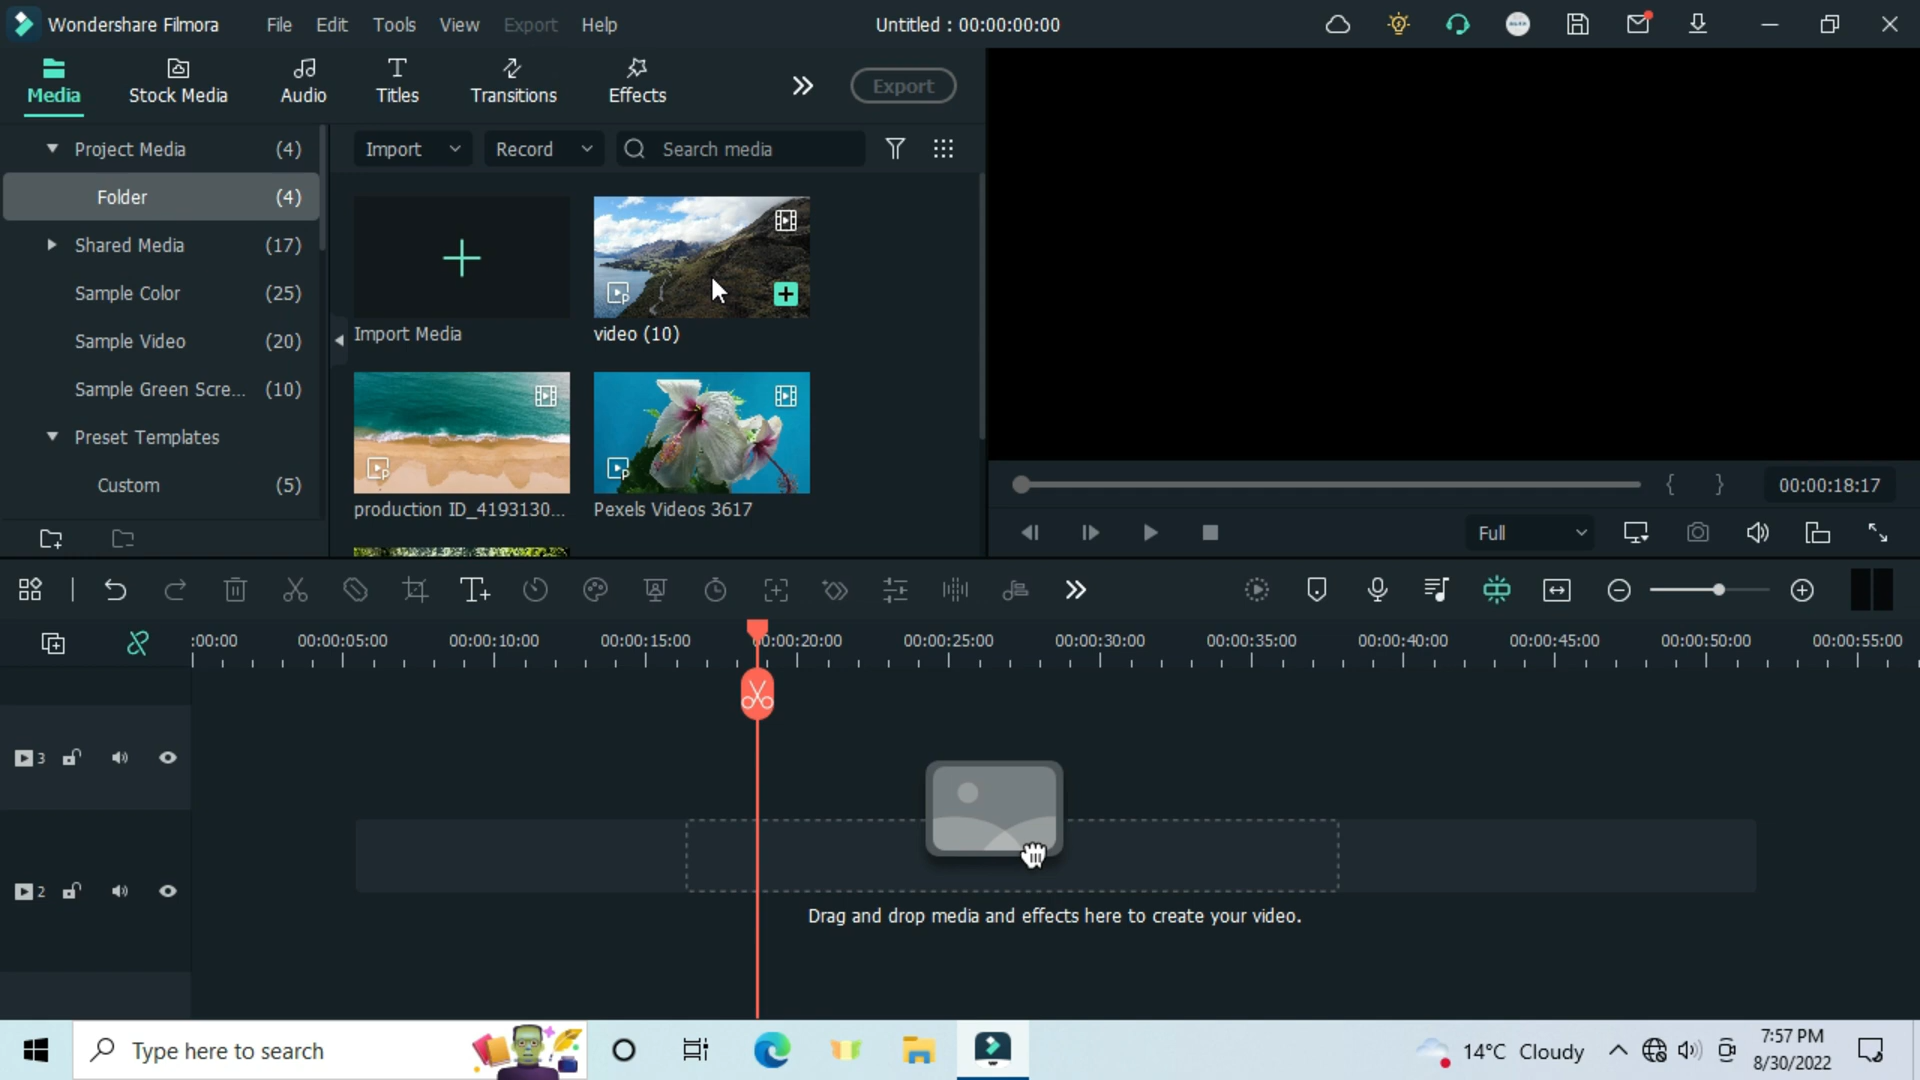 Wondershare Filmora File Edit Tools View Export Help Untitled : 00:00:00:00
Media Stock Media Audio Titles Transitions Effects Export
Project Media (4)
Folder (4)
Shared Media (17)
Sample Color (25)
Sample Video (20)
Sample Green Scre... (10)
Preset Templates
Custom (5)
Import Record Search media
Import Media video (10)
production ID_4193130... Pexels Videos 3617
{ } 00:00:18:17
Full
:00:00 00:00:05:00 00:00:10:00 00:00:15:00 00:00:20:00 00:00:25:00 00:00:30:00 00:00:35:00 00:00:40:00 00:00:45:00 00:00:50:00 00:00:55:00
3
2
Drag and drop media and effects here to create your video.
Type here to search 14°C Cloudy 7:57 PM
8/30/2022